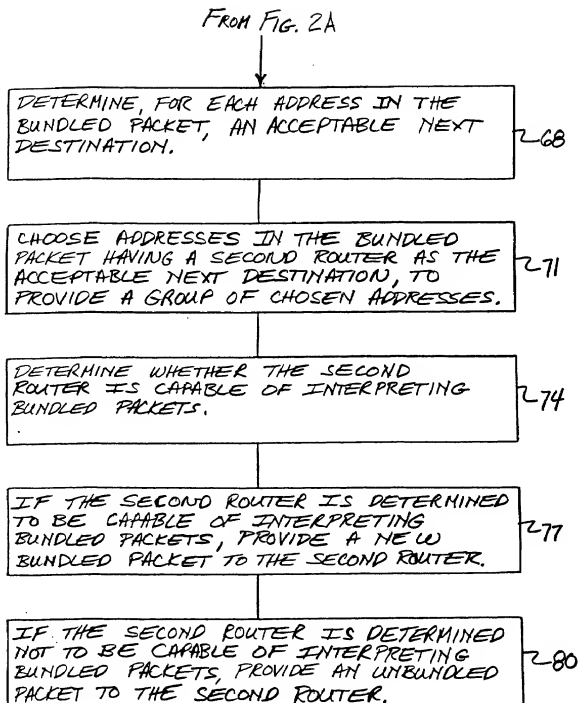 FROM FIG. 2A
DETERMINE, FOR EACH ADDRESS IN THE
BUNDLED PACKET, AN ACCEPTABLE NEXT
DESTINATION.
68
CHOOSE ADDRESSES IN THE BUNDLED
PACKET HAVING A SECOND ROUTER AS THE
ACCEPTABLE NEXT DESTINATION, TO
PROVIDE A GROUP OF CHOSEN ADDRESSES.
71
DETERMINE WHETHER THE SECOND
ROUTER IS CAPABLE OF INTERPRETING
BUNDLED PACKETS.
74
IF THE SECOND ROUTER IS DETERMINED
TO BE CAPABLE OF INTERPRETING
BUNDLED PACKETS, PROVIDE A NEW
BUNDLED PACKET TO THE SECOND ROUTER.
77
IF THE SECOND ROUTER IS DETERMINED
NOT TO BE CAPABLE OF INTERPRETING
BUNDLED PACKETS, PROVIDE AN UNBUNDLED
PACKET TO THE SECOND ROUTER.
80